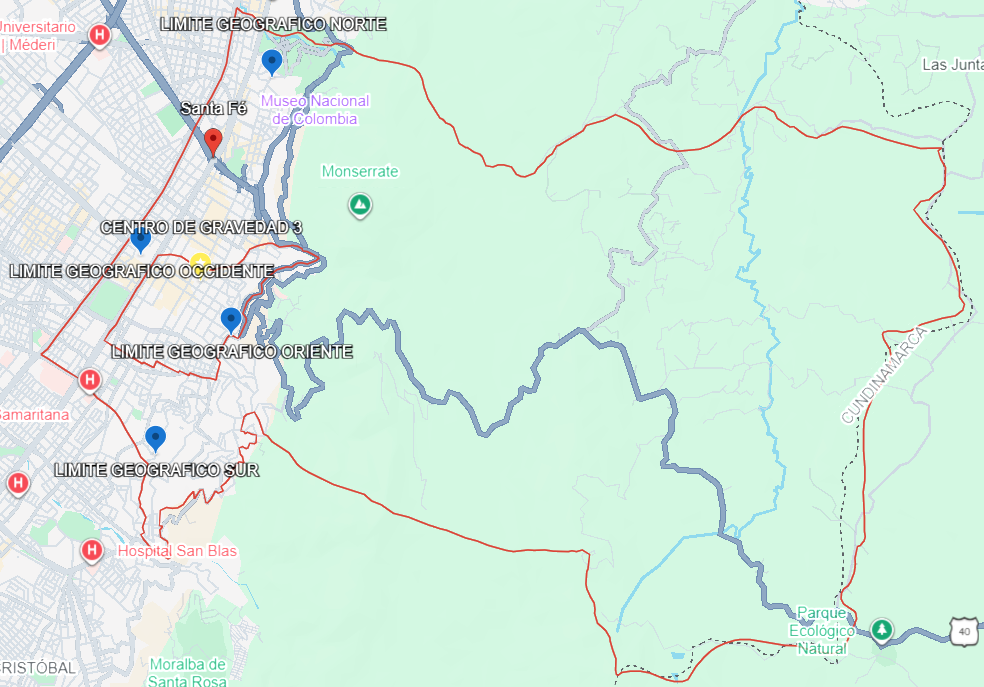 LIMITE GEOGRAFICO NORTE
Universitario
| Méderi
H
Las Junta
Museo Nacional
de Colombia
Santa Fé
Monserrate
CENTRO DE GRAVEDAD 3
LIMITE GEOGRAFICO OCCIDENTE
LIMITE GEOGRAFICO ORIENTE
CUNDINAMARCA
H
Samaritana
LIMITE GEOGRAFICO SUR
H
H
Hospital San Blas
Parque
Ecológico
Natural
40
CRISTÓBAL
Moralba de
Santa Rosa